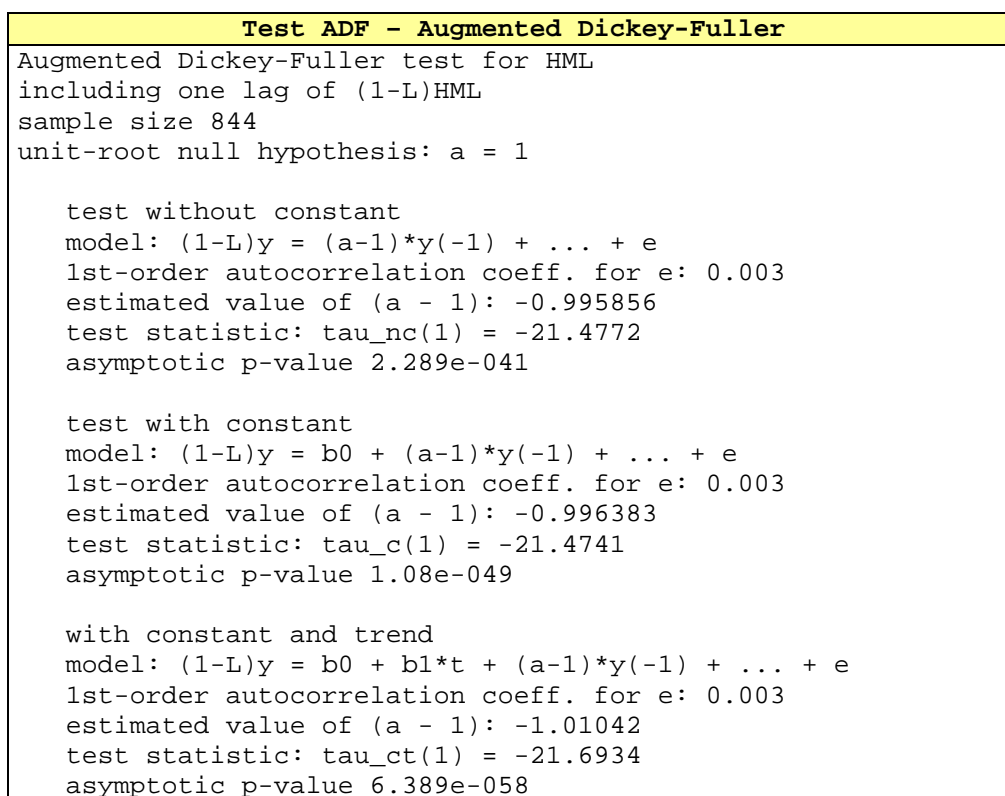 Test ADF – Augmented Dickey-Fuller
Augmented Dickey-Fuller test for HML
including one lag of (1-L)HML
sample size 844
unit-root null hypothesis: a = 1
test without constant
model: (1-L)y = (a-1)*y(-1) + ... + e
1st-order autocorrelation coeff. for e: 0.003
estimated value of (a - 1): -0.995856
test statistic: tau_nc(1) = -21.4772
asymptotic p-value 2.289e-041
test with constant
model: (1-L)y = b0 + (a-1)*y(-1) + ... + e
1st-order autocorrelation coeff. for e: 0.003
estimated value of (a - 1): -0.996383
test statistic: tau_c(1) = -21.4741
asymptotic p-value 1.08e-049
with constant and trend
model: (1-L)y = b0 + b1*t + (a-1)*y(-1) + ... + e
1st-order autocorrelation coeff. for e: 0.003
estimated value of (a - 1): -1.01042
test statistic: tau_ct(1) = -21.6934
asymptotic p-value 6.389e-058